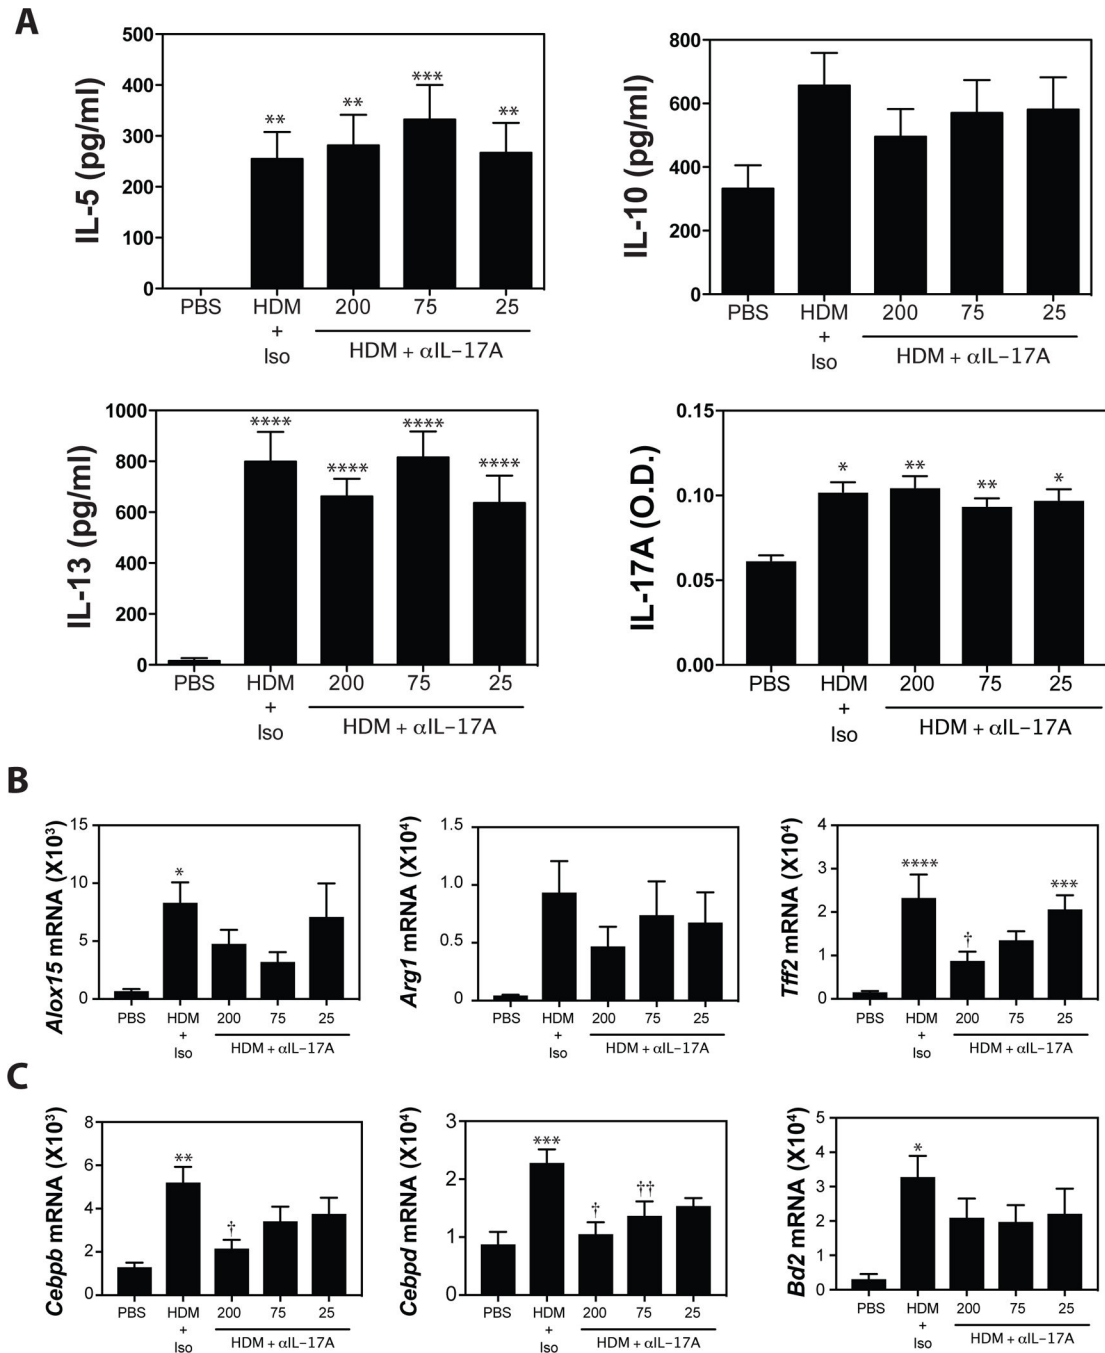 A
IL-5 (pg/ml)
500
400
300
200
100
0
**
**
***
**
PBS
HDM
+
Iso
200
75
25
HDM + αIL-17A
IL-10 (pg/ml)
800
600
400
200
0
PBS
HDM
+
Iso
200
75
25
HDM + αIL-17A
IL-13 (pg/ml)
1000
800
600
400
200
0
****
****
****
****
PBS
HDM
+
Iso
200
75
25
HDM + αIL-17A
IL-17A (O.D.)
0.15
0.10
0.05
0.00
*
**
**
*
PBS
HDM
+
Iso
200
75
25
HDM + αIL-17A
B
Alox15 mRNA (X10³)
15
10
5
0
*
PBS
HDM
+
Iso
200
75
25
HDM + αIL-17A
Arg1 mRNA (X10⁴)
1.5
1.0
0.5
0
PBS
HDM
+
Iso
200
75
25
HDM + αIL-17A
Tff2 mRNA (X10⁴)
4
3
2
1
0
****
†
***
PBS
HDM
+
Iso
200
75
25
HDM + αIL-17A
C
Cebpb mRNA (X10³)
8
6
4
2
0
**
†
PBS
HDM
+
Iso
200
75
25
HDM + αIL-17A
Cebpd mRNA (X10⁴)
3
2
1
0
***
†
††
PBS
HDM
+
Iso
200
75
25
HDM + αIL-17A
Bd2 mRNA (X10⁴)
5
4
3
2
1
0
*
PBS
HDM
+
Iso
200
75
25
HDM + αIL-17A